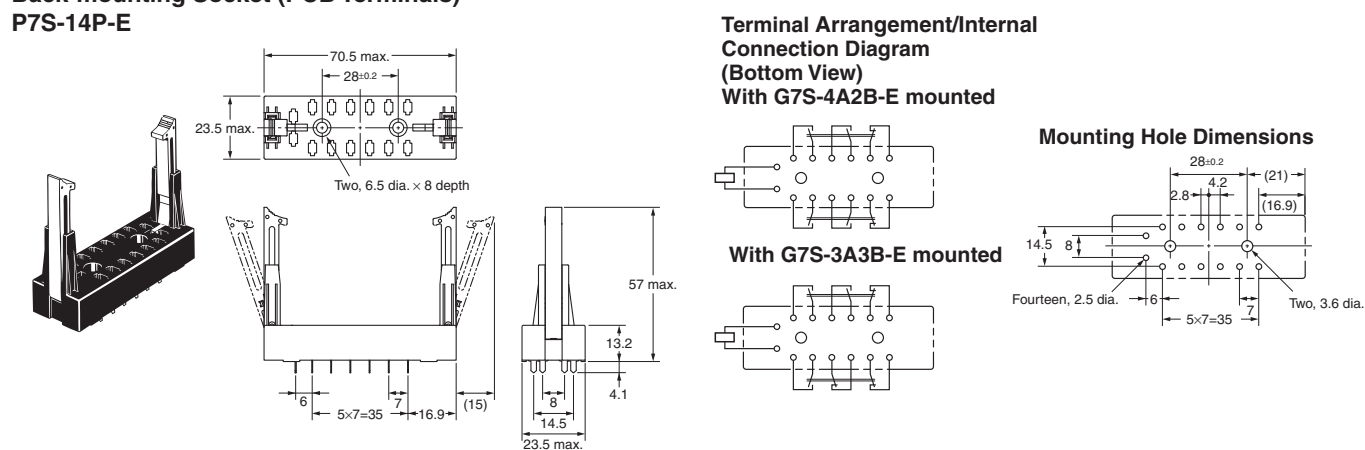 Back-mounting Socket (PCB Terminals)
P7S-14P-E
70.5 max.
28±0.2
23.5 max.
Two, 6.5 dia. × 8 depth
57 max.
13.2
4.1
6
7
5×7=35
16.9
(15)
8
14.5
23.5 max.
Terminal Arrangement/Internal
Connection Diagram
(Bottom View)
With G7S-4A2B-E mounted
With G7S-3A3B-E mounted
Mounting Hole Dimensions
28±0.2
(21)
4.2
2.8
(16.9)
14.5
8
Fourteen, 2.5 dia.
6
7
Two, 3.6 dia.
5×7=35